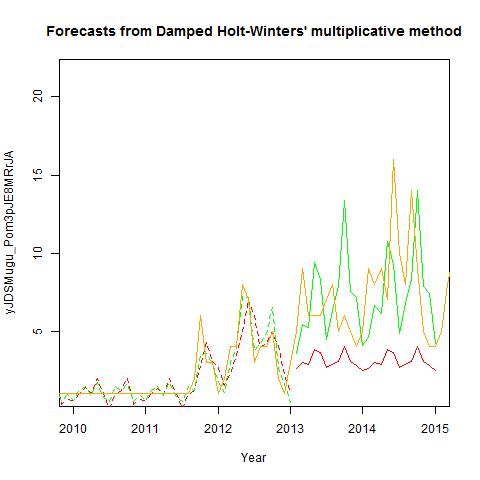 Forecasts from Damped Holt-Winters' multiplicative method
20
15
10
5
yJDSMugu_Pom3pJE8MRrJA
2010 2011 2012 2013 2014 2015
Year